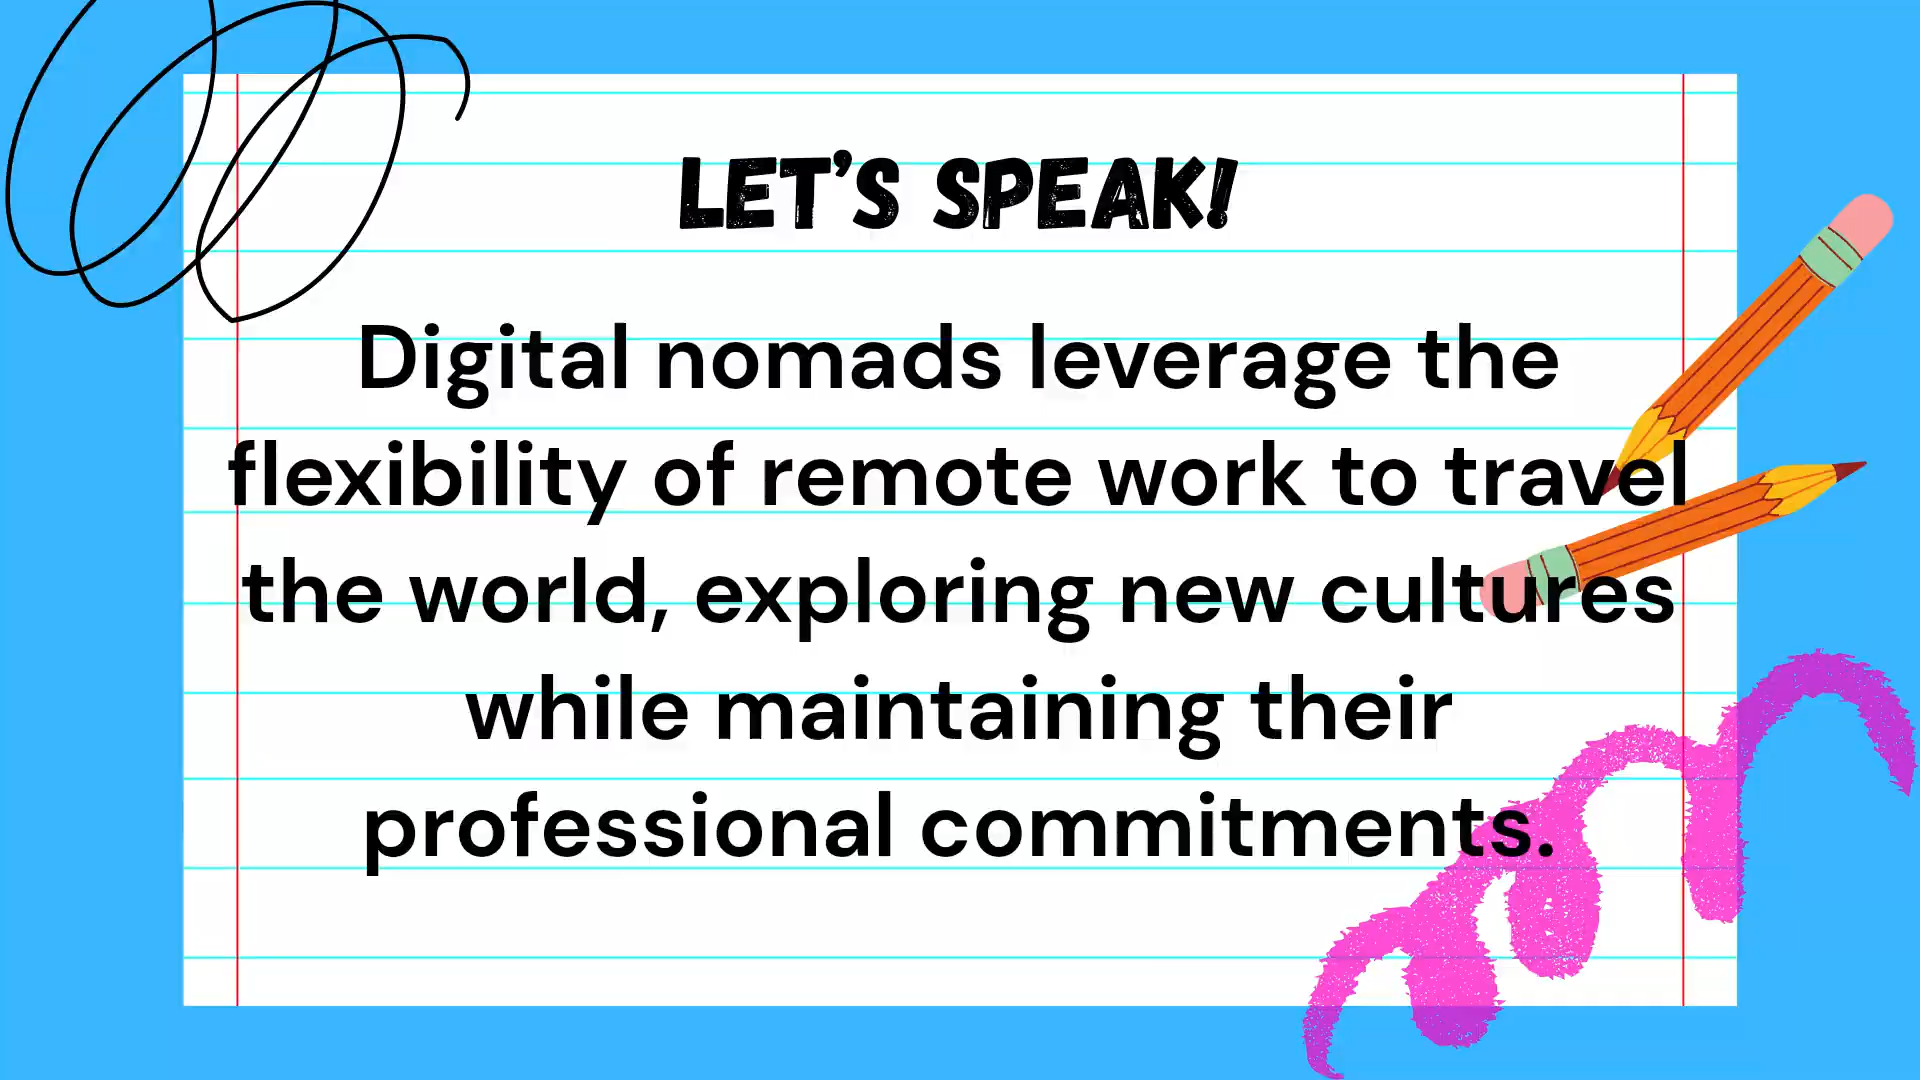 LET'S SPEAK!
Digital nomads leverage the
flexibility of remote work to travel
the world, exploring new cultures
while maintaining their
professional commitments.